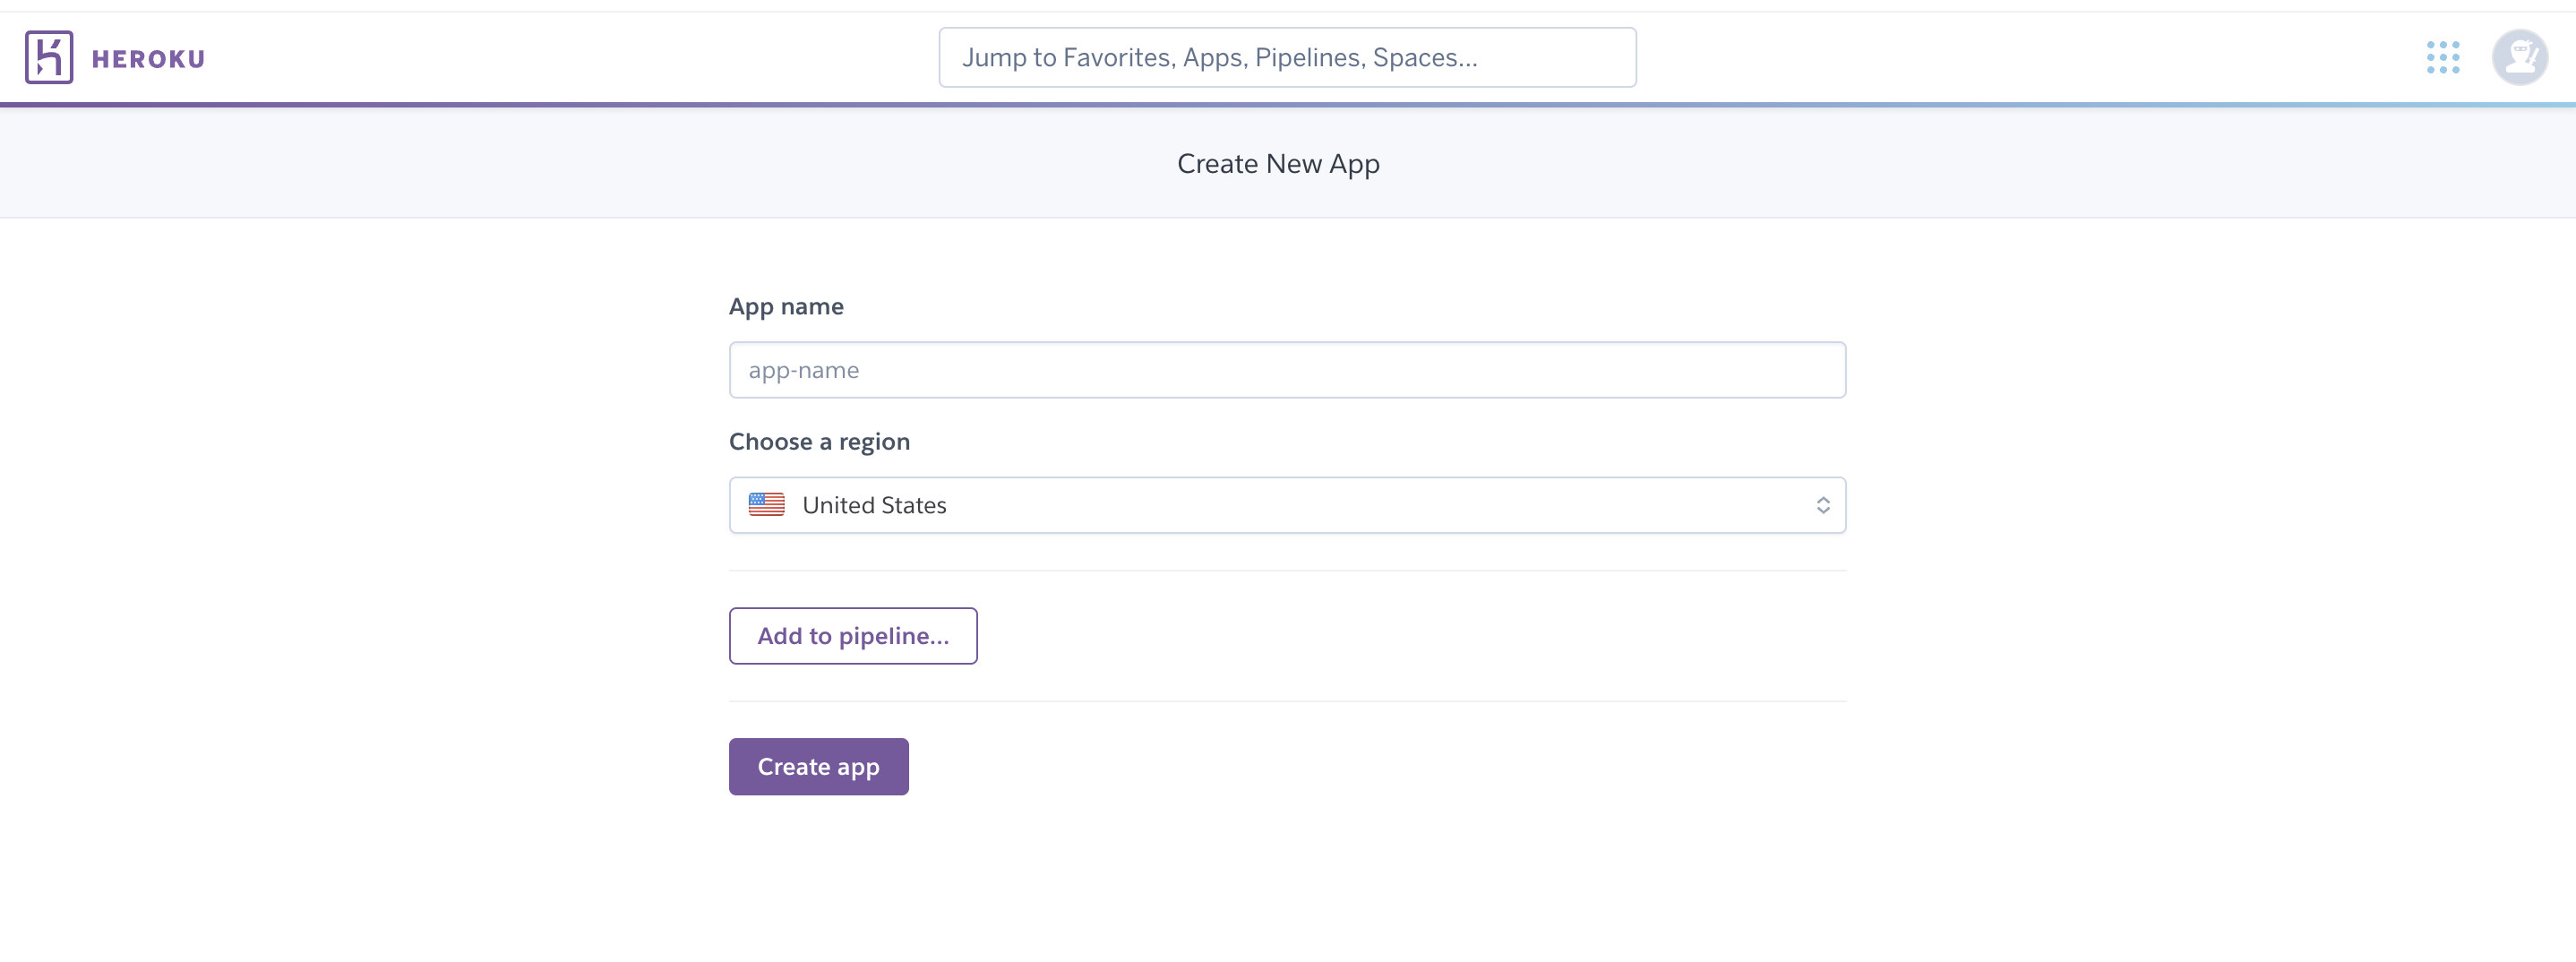 HEROKU
Jump to Favorites, Apps, Pipelines, Spaces...
Create New App
App name
app-name
Choose a region
United States
Add to pipeline...
Create app